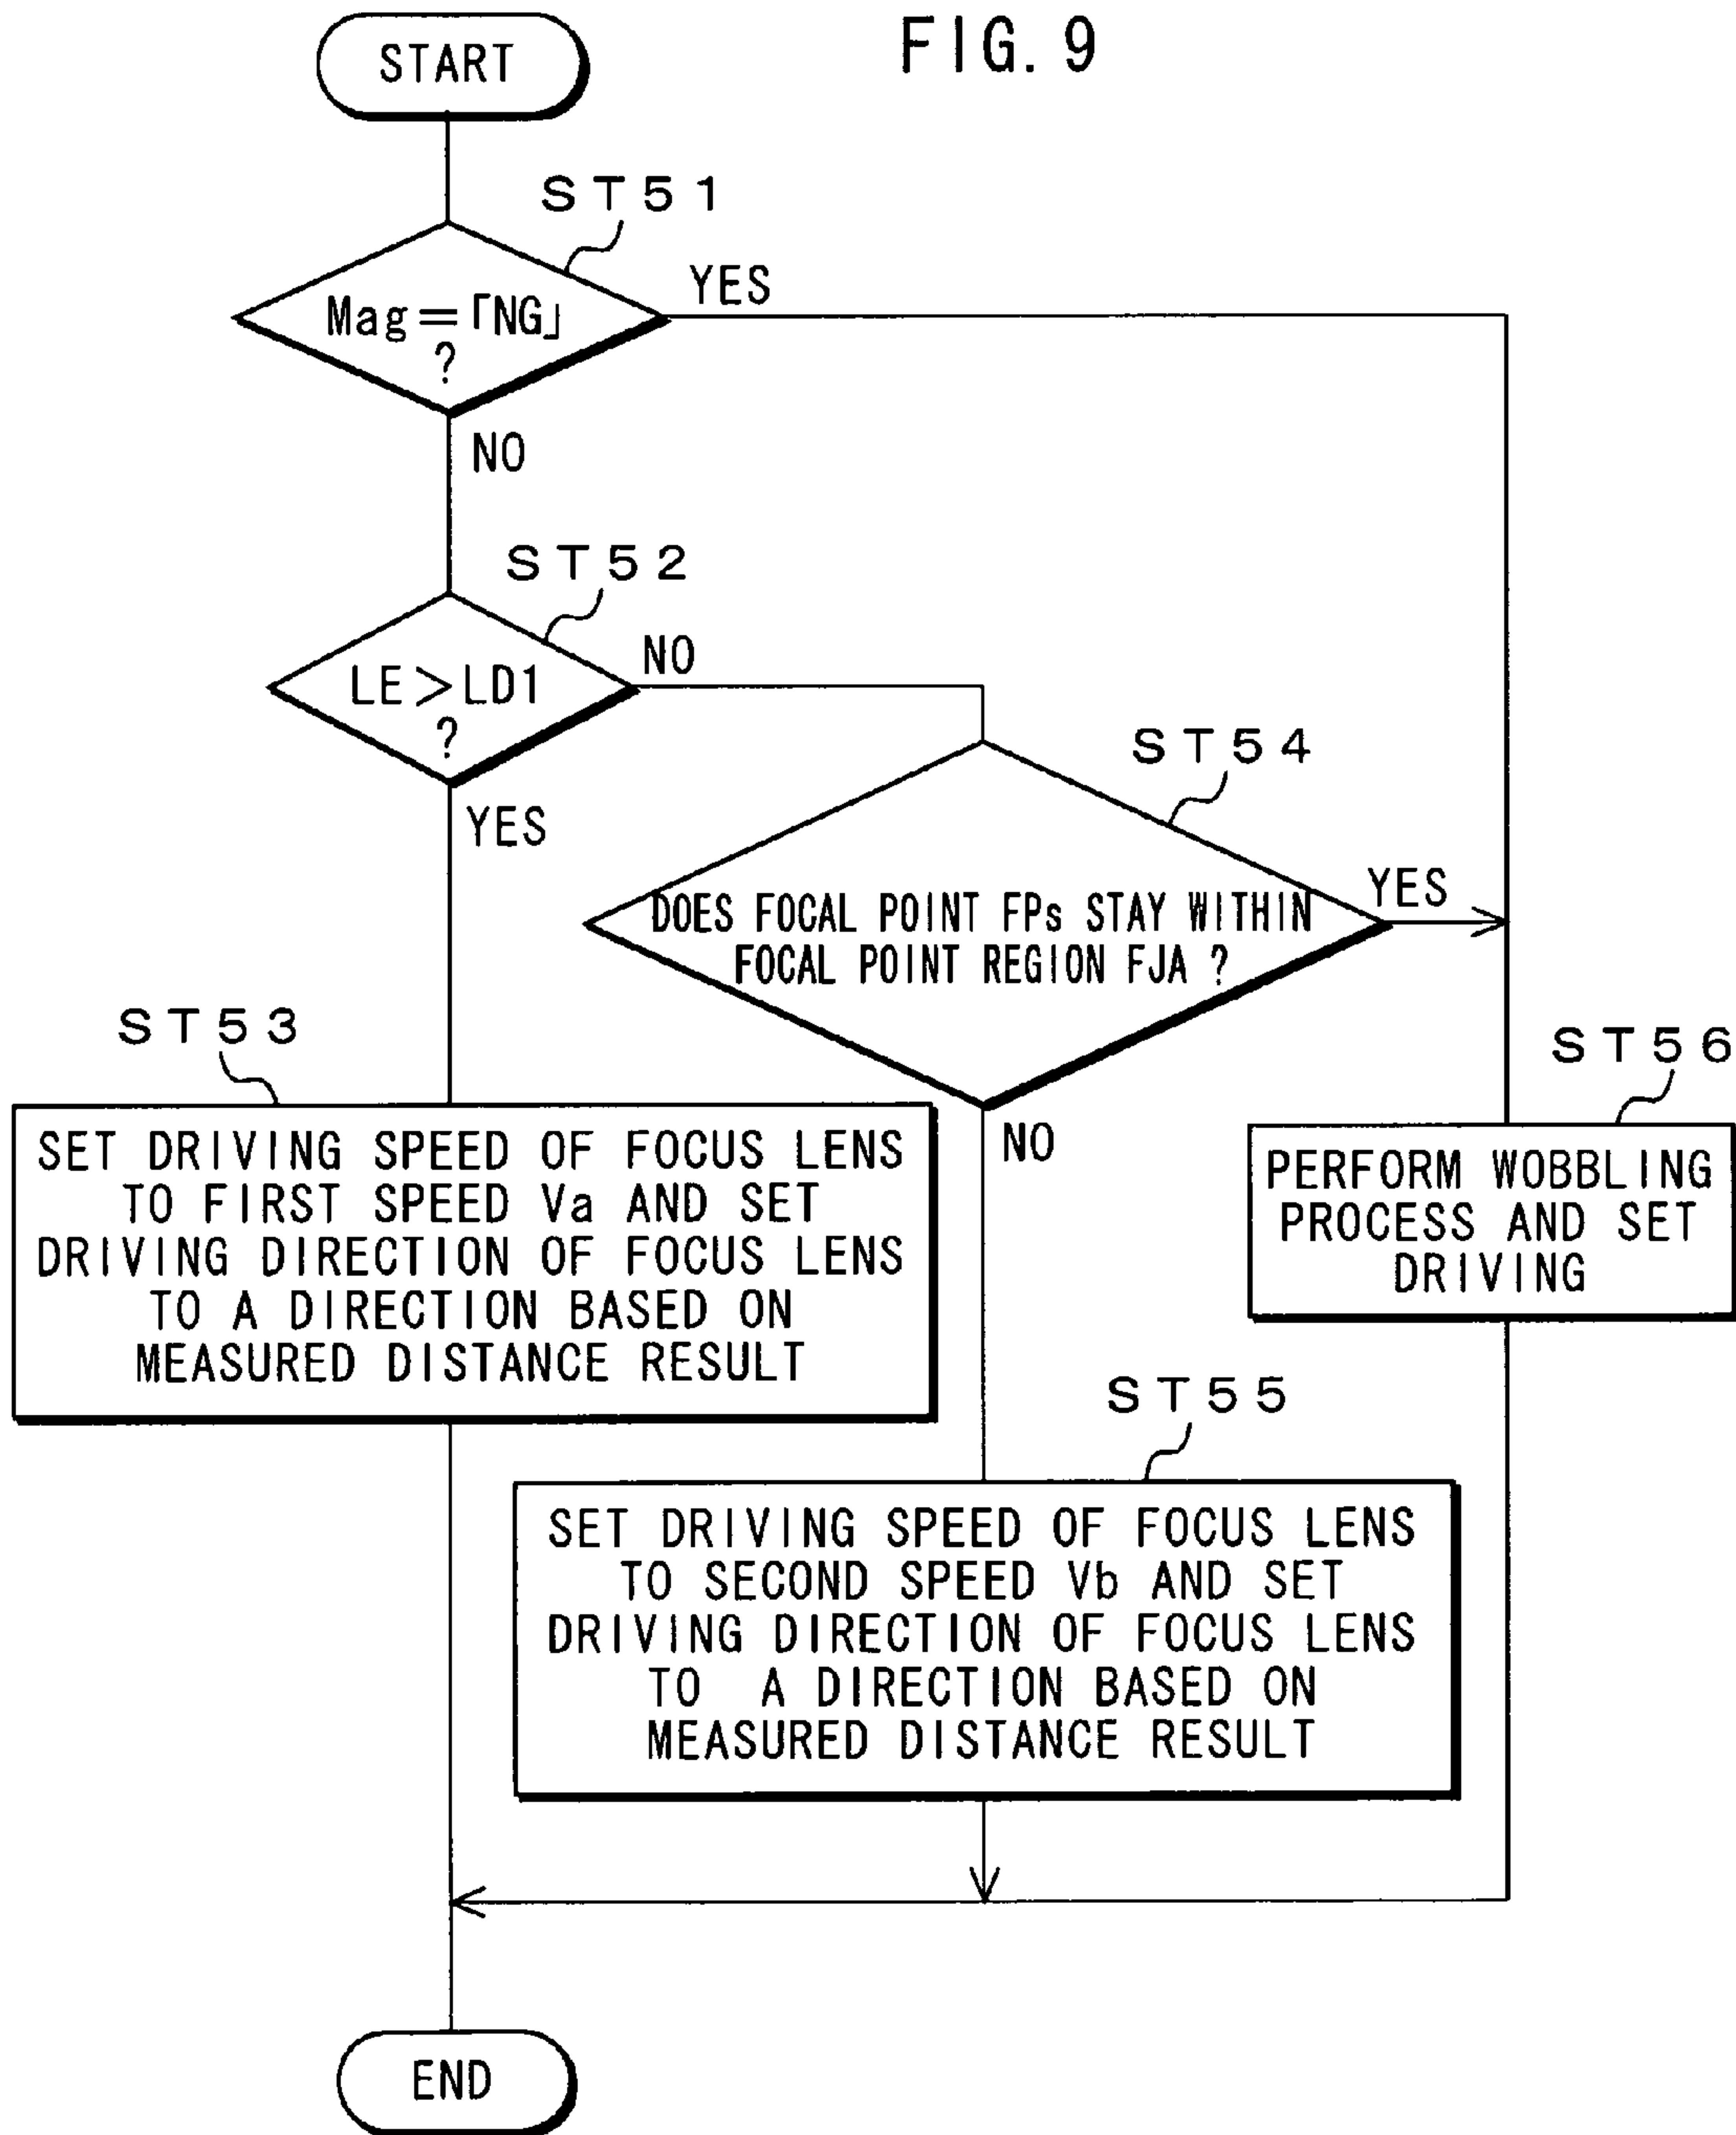 FIG. 9
START
ST51
Mag=「NG」
?
YES
NO
ST52
LE>LD1
?
NO
YES
ST54
DOES FOCAL POINT FPs STAY WITHIN
FOCAL POINT REGION FJA ?
YES
NO
ST53
SET DRIVING SPEED OF FOCUS LENS
TO FIRST SPEED Va AND SET
DRIVING DIRECTION OF FOCUS LENS
TO A DIRECTION BASED ON
MEASURED DISTANCE RESULT
ST56
PERFORM WOBBLING
PROCESS AND SET
DRIVING
ST55
SET DRIVING SPEED OF FOCUS LENS
TO SECOND SPEED Vb AND SET
DRIVING DIRECTION OF FOCUS LENS
TO A DIRECTION BASED ON
MEASURED DISTANCE RESULT
END